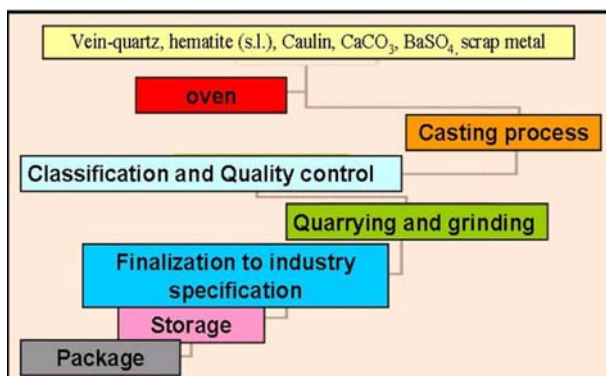 Vein-quartz, hematite (s.l.), Caulin, CaCO3, BaSO4, scrap metal
oven
Casting process
Classification and Quality control
Quarrying and grinding
Finalization to industry
specification
Storage
Package